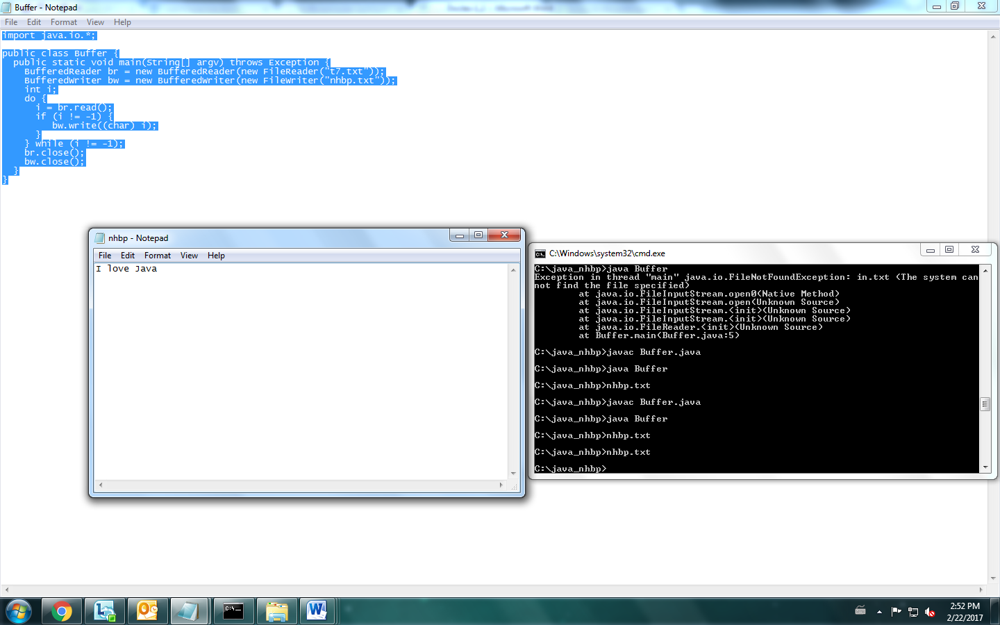 Buffer - Notepad
File Edit Format View Help
import java.io.*;
public class Buffer {
public static void main(String[] argv) throws Exception {
BufferedReader br = new BufferedReader(new FileReader("t7.txt"));
BufferedWriter bw = new BufferedWriter(new FileWriter("nhbp.txt"));
int i;
do {
i = br.read();
if (i != -1) {
bw.write((char) i);
}
} while (i != -1);
br.close();
bw.close();
}
}
nhbp - Notepad
File Edit Format View Help
I love Java
C:\Windows\system32\cmd.exe
C:\java_nhbp>java Buffer
Exception in thread "main" java.io.FileNotFoundException: in.txt (The system can
not find the file specified)
at java.io.FileInputStream.open0(Native Method)
at java.io.FileInputStream.open(Unknown Source)
at java.io.FileInputStream.<init>(Unknown Source)
at java.io.FileInputStream.<init>(Unknown Source)
at java.io.FileReader.<init>(Unknown Source)
at Buffer.main(Buffer.java:5)
C:\java_nhbp>javac Buffer.java
C:\java_nhbp>java Buffer
C:\java_nhbp>nhbp.txt
C:\java_nhbp>javac Buffer.java
C:\java_nhbp>java Buffer
C:\java_nhbp>nhbp.txt
C:\java_nhbp>nhbp.txt
C:\java_nhbp>
2:52 PM
2/22/2017